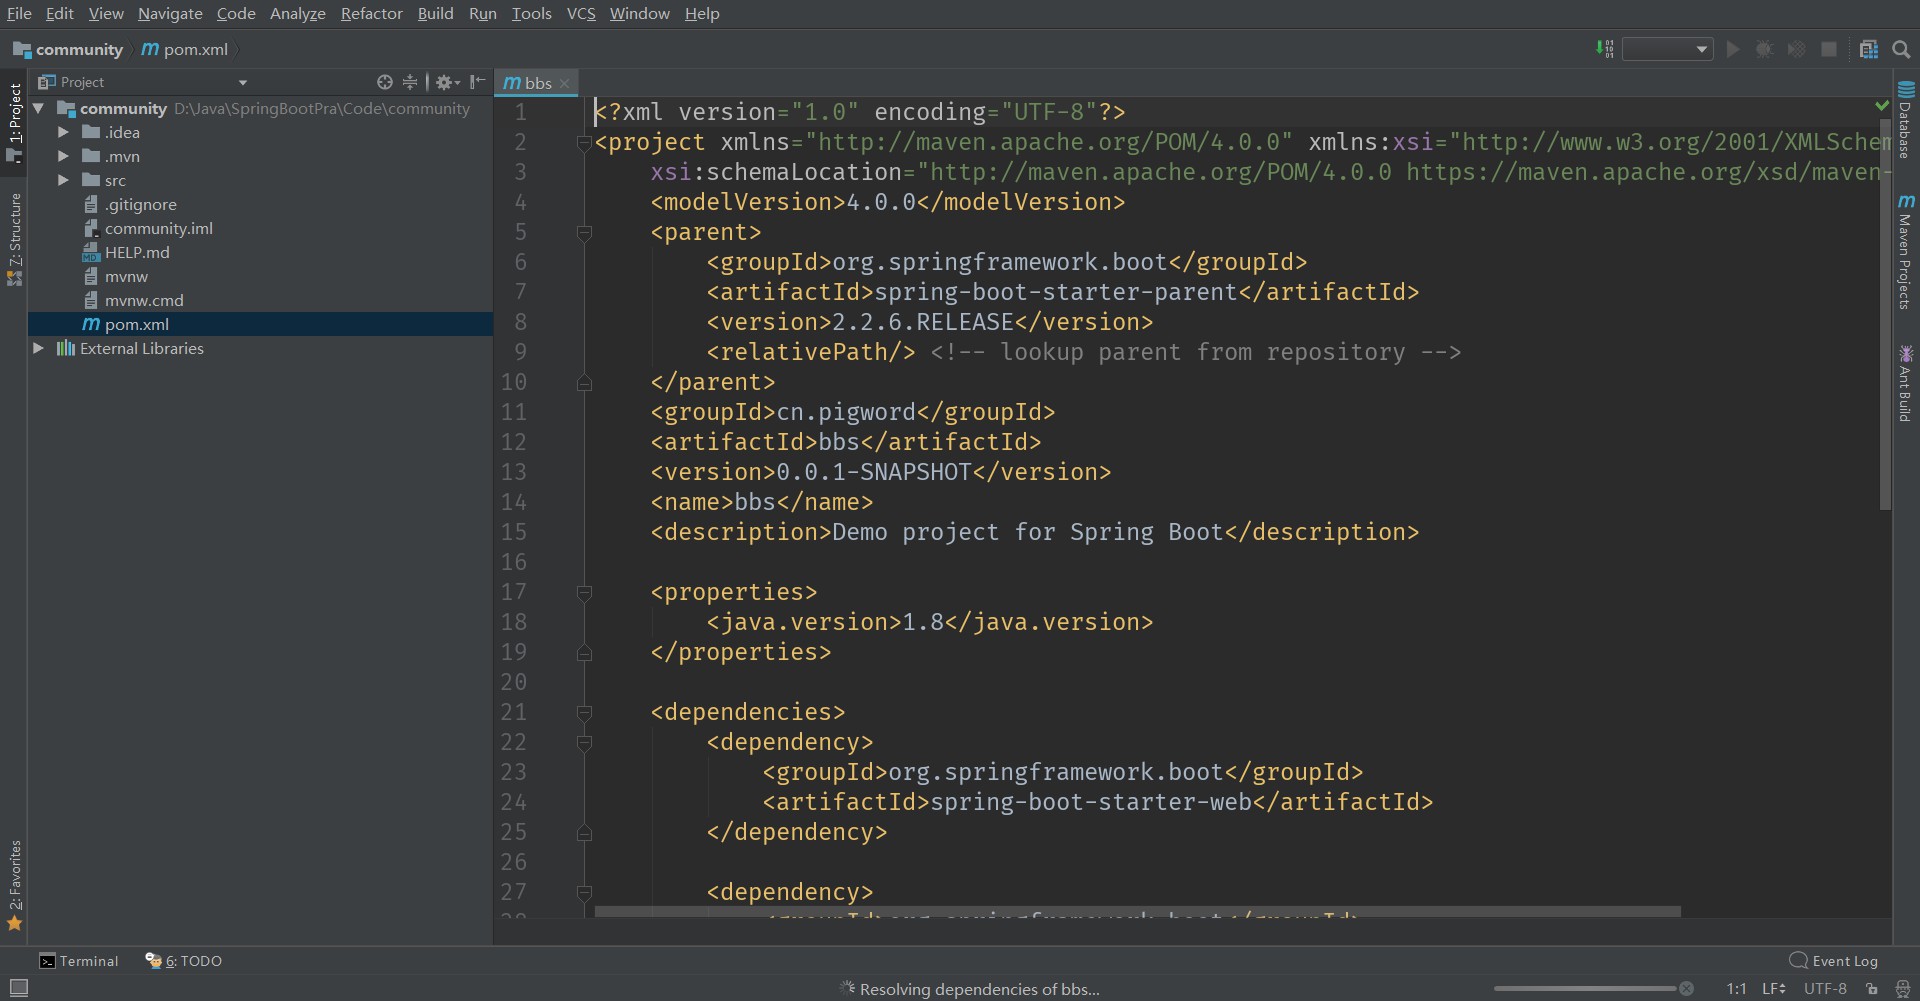 File Edit View Navigate Code Analyze Refactor Build Run Tools VCS Window Help
community pom.xml
Project
bbs
1: Project
7: Structure
2: Favorites
community D:\Java\SpringBootPra\Code\community
.idea
.mvn
src
.gitignore
community.iml
HELP.md
mvnw
mvnw.cmd
pom.xml
External Libraries
1 <?xml version="1.0" encoding="UTF-8"?>
2 <project xmlns="http://maven.apache.org/POM/4.0.0" xmlns:xsi="http://www.w3.org/2001/XMLSchem
3 xsi:schemaLocation="http://maven.apache.org/POM/4.0.0 https://maven.apache.org/xsd/maven-
4 <modelVersion>4.0.0</modelVersion>
5 <parent>
6 <groupId>org.springframework.boot</groupId>
7 <artifactId>spring-boot-starter-parent</artifactId>
8 <version>2.2.6.RELEASE</version>
9 <relativePath/> <!-- lookup parent from repository -->
10 </parent>
11 <groupId>cn.pigword</groupId>
12 <artifactId>bbs</artifactId>
13 <version>0.0.1-SNAPSHOT</version>
14 <name>bbs</name>
15 <description>Demo project for Spring Boot</description>
16
17 <properties>
18 <java.version>1.8</java.version>
19 </properties>
20
21 <dependencies>
22 <dependency>
23 <groupId>org.springframework.boot</groupId>
24 <artifactId>spring-boot-starter-web</artifactId>
25 </dependency>
26
27 <dependency>
28 <groupId>org.springframework.boot</groupId>
Database
Maven Projects
Ant Build
Terminal 6: TODO Event Log
Resolving dependencies of bbs... 1:1 LF UTF-8